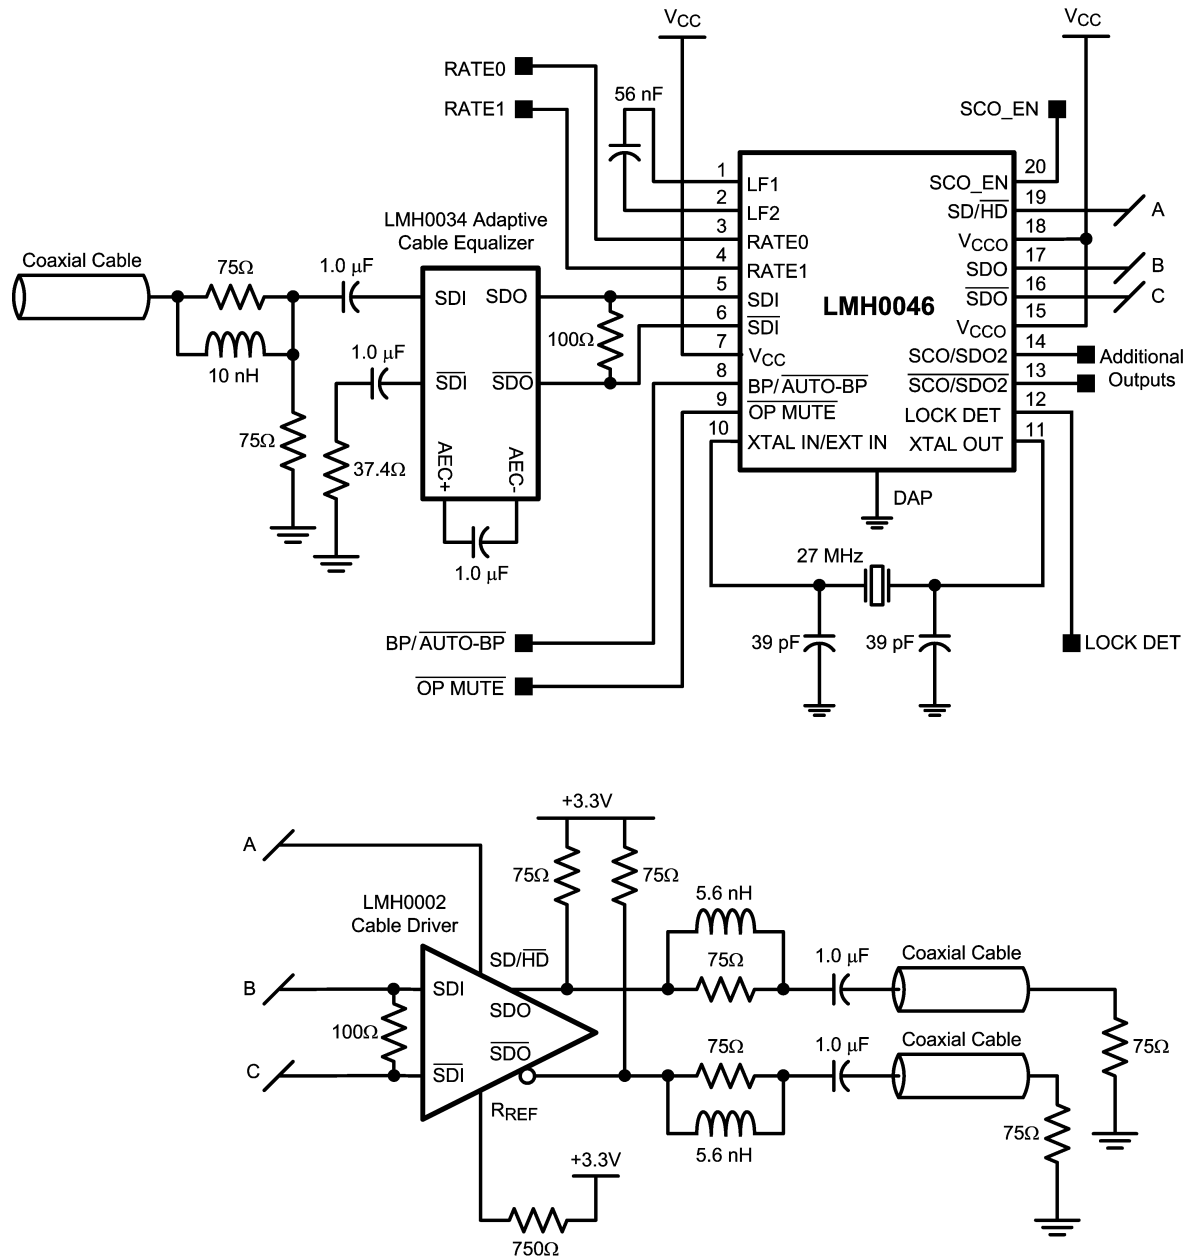 VCC
VCC
RATE0
RATE1
56 nF
SCO_EN
LMH0034 Adaptive
Cable Equalizer
Coaxial Cable
75Ω
10 nH
75Ω
1.0 µF
1.0 µF
37.4Ω
SDI
SDO
SDI
SDO
AEC+
AEC-
1.0 µF
100Ω
1
2
3
4
5
6
7
8
9
10
LF1
LF2
RATE0
RATE1
SDI
SDI
VCC
BP/AUTO-BP
OP MUTE
XTAL IN/EXT IN
LMH0046
SCO_EN
SD/HD
VCCO
SDO
SDO
VCCO
SCO/SDO2
SCO/SDO2
LOCK DET
XTAL OUT
20
19
18
17
16
15
14
13
12
11
A
B
C
Additional
Outputs
DAP
27 MHz
39 pF
39 pF
BP/AUTO-BP
OP MUTE
LOCK DET
+3.3V
A
75Ω
75Ω
LMH0002
Cable Driver
5.6 nH
SD/HD
75Ω
1.0 µF
Coaxial Cable
B
SDI
SDO
100Ω
SDO
75Ω
1.0 µF
Coaxial Cable
75Ω
C
SDI
RREF
5.6 nH
75Ω
+3.3V
750Ω